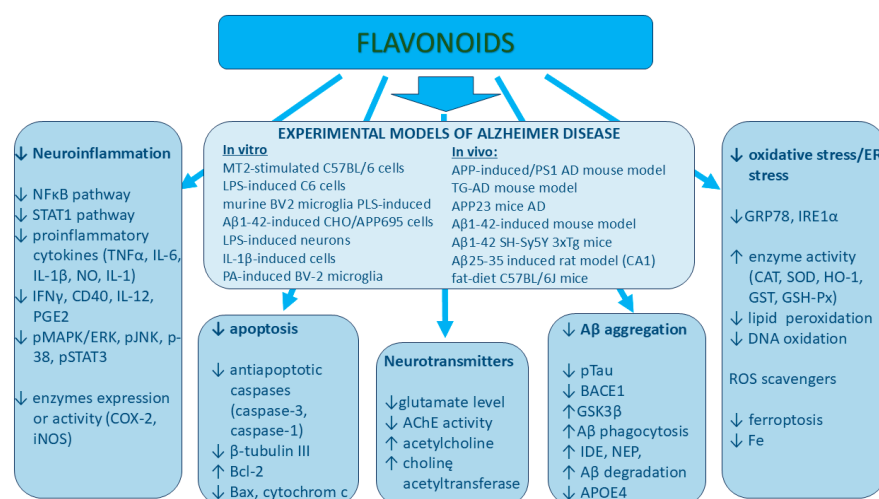 FLAVONOIDS
EXPERIMENTAL MODELS OF ALZHEIMER DISEASE
In vitro
MT2-stimulated C57BL/6 cells
LPS-induced C6 cells
murine BV2 microglia PLS-induced
Aβ1-42-induced CHO/APP695 cells
LPS-induced neurons
IL-1β-induced cells
PA-induced BV-2 microglia
In vivo:
APP-induced/PS1 AD mouse model
TG-AD mouse model
APP23 mice AD
Aβ1-42-induced mouse model
Aβ1-42 SH-Sy5Y 3xTg mice
Aβ25-35 induced rat model (CA1)
fat-diet C57BL/6J mice
↓ Neuroinflammation
↓ NFκB pathway
↓ STAT1 pathway
↓ proinflammatory
cytokines (TNFα, IL-6,
IL-1β, NO, IL-1)
↓ IFNγ, CD40, IL-12,
PGE2
↓ pMAPK/ERK, pJNK, p-
38, pSTAT3
↓ enzymes expression
or activity (COX-2,
iNOS)
↓ apoptosis
↓ antiapoptotic
caspases
(caspase-3,
caspase-1)
↓ β-tubulin III
↑ Bcl-2
↓ Bax, cytochrom c
Neurotransmitters
↓glutamate level
↓ AChE activity
↑ acetylcholine
↑ cholinę
acetyltransferase
↓ Aβ aggregation
↓ pTau
↓ BACE1
↑GSK3β
↑Aβ phagocytosis
↑ IDE, NEP,
↑ Aβ degradation
↓ APOE4
↓ oxidative stress/ER
stress
↓GRP78, IRE1α
↑ enzyme activity
(CAT, SOD, HO-1,
GST, GSH-Px)
↓ lipid peroxidation
↓ DNA oxidation
ROS scavengers
↓ ferroptosis
↓ Fe